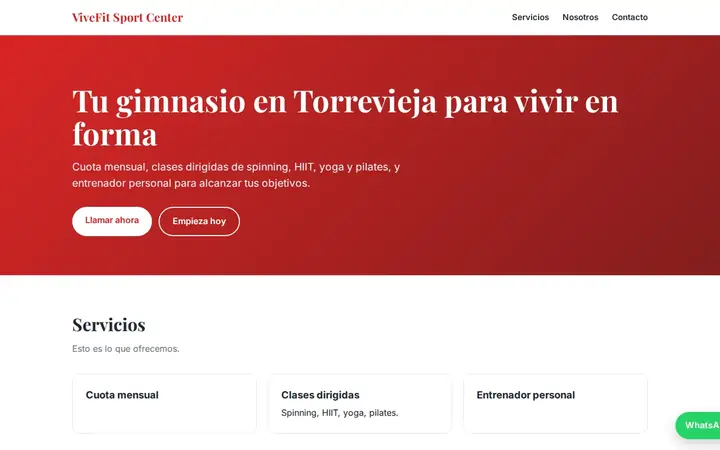 ViveFit Sport Center
Servicios Nosotros Contacto
Tu gimnasio en Torrevieja para vivir en
forma
Cuota mensual, clases dirigidas de spinning, HIIT, yoga y pilates, y
entrenador personal para alcanzar tus objetivos.
Llamar ahora Empieza hoy
Servicios
Esto es lo que ofrecemos.
Cuota mensual
Clases dirigidas
Spinning, HIIT, yoga, pilates.
Entrenador personal
WhatsA